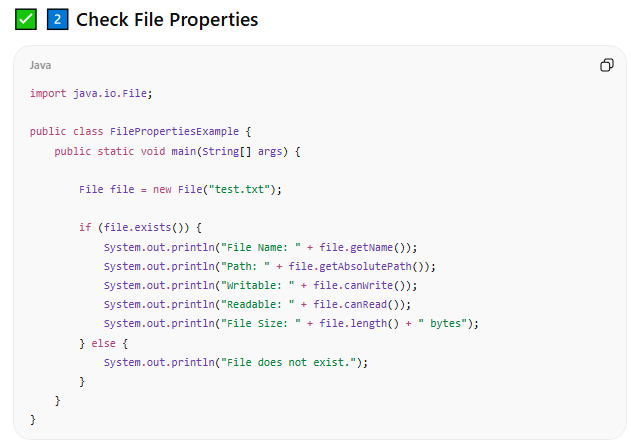 ✅ 2️⃣ Check File Properties
Java
import java.io.File;
public class FilePropertiesExample {
    public static void main(String[] args) {
        File file = new File("test.txt");
        if (file.exists()) {
            System.out.println("File Name: " + file.getName());
            System.out.println("Path: " + file.getAbsolutePath());
            System.out.println("Writable: " + file.canWrite());
            System.out.println("Readable: " + file.canRead());
            System.out.println("File Size: " + file.length() + " bytes");
        } else {
            System.out.println("File does not exist.");
        }
    }
}